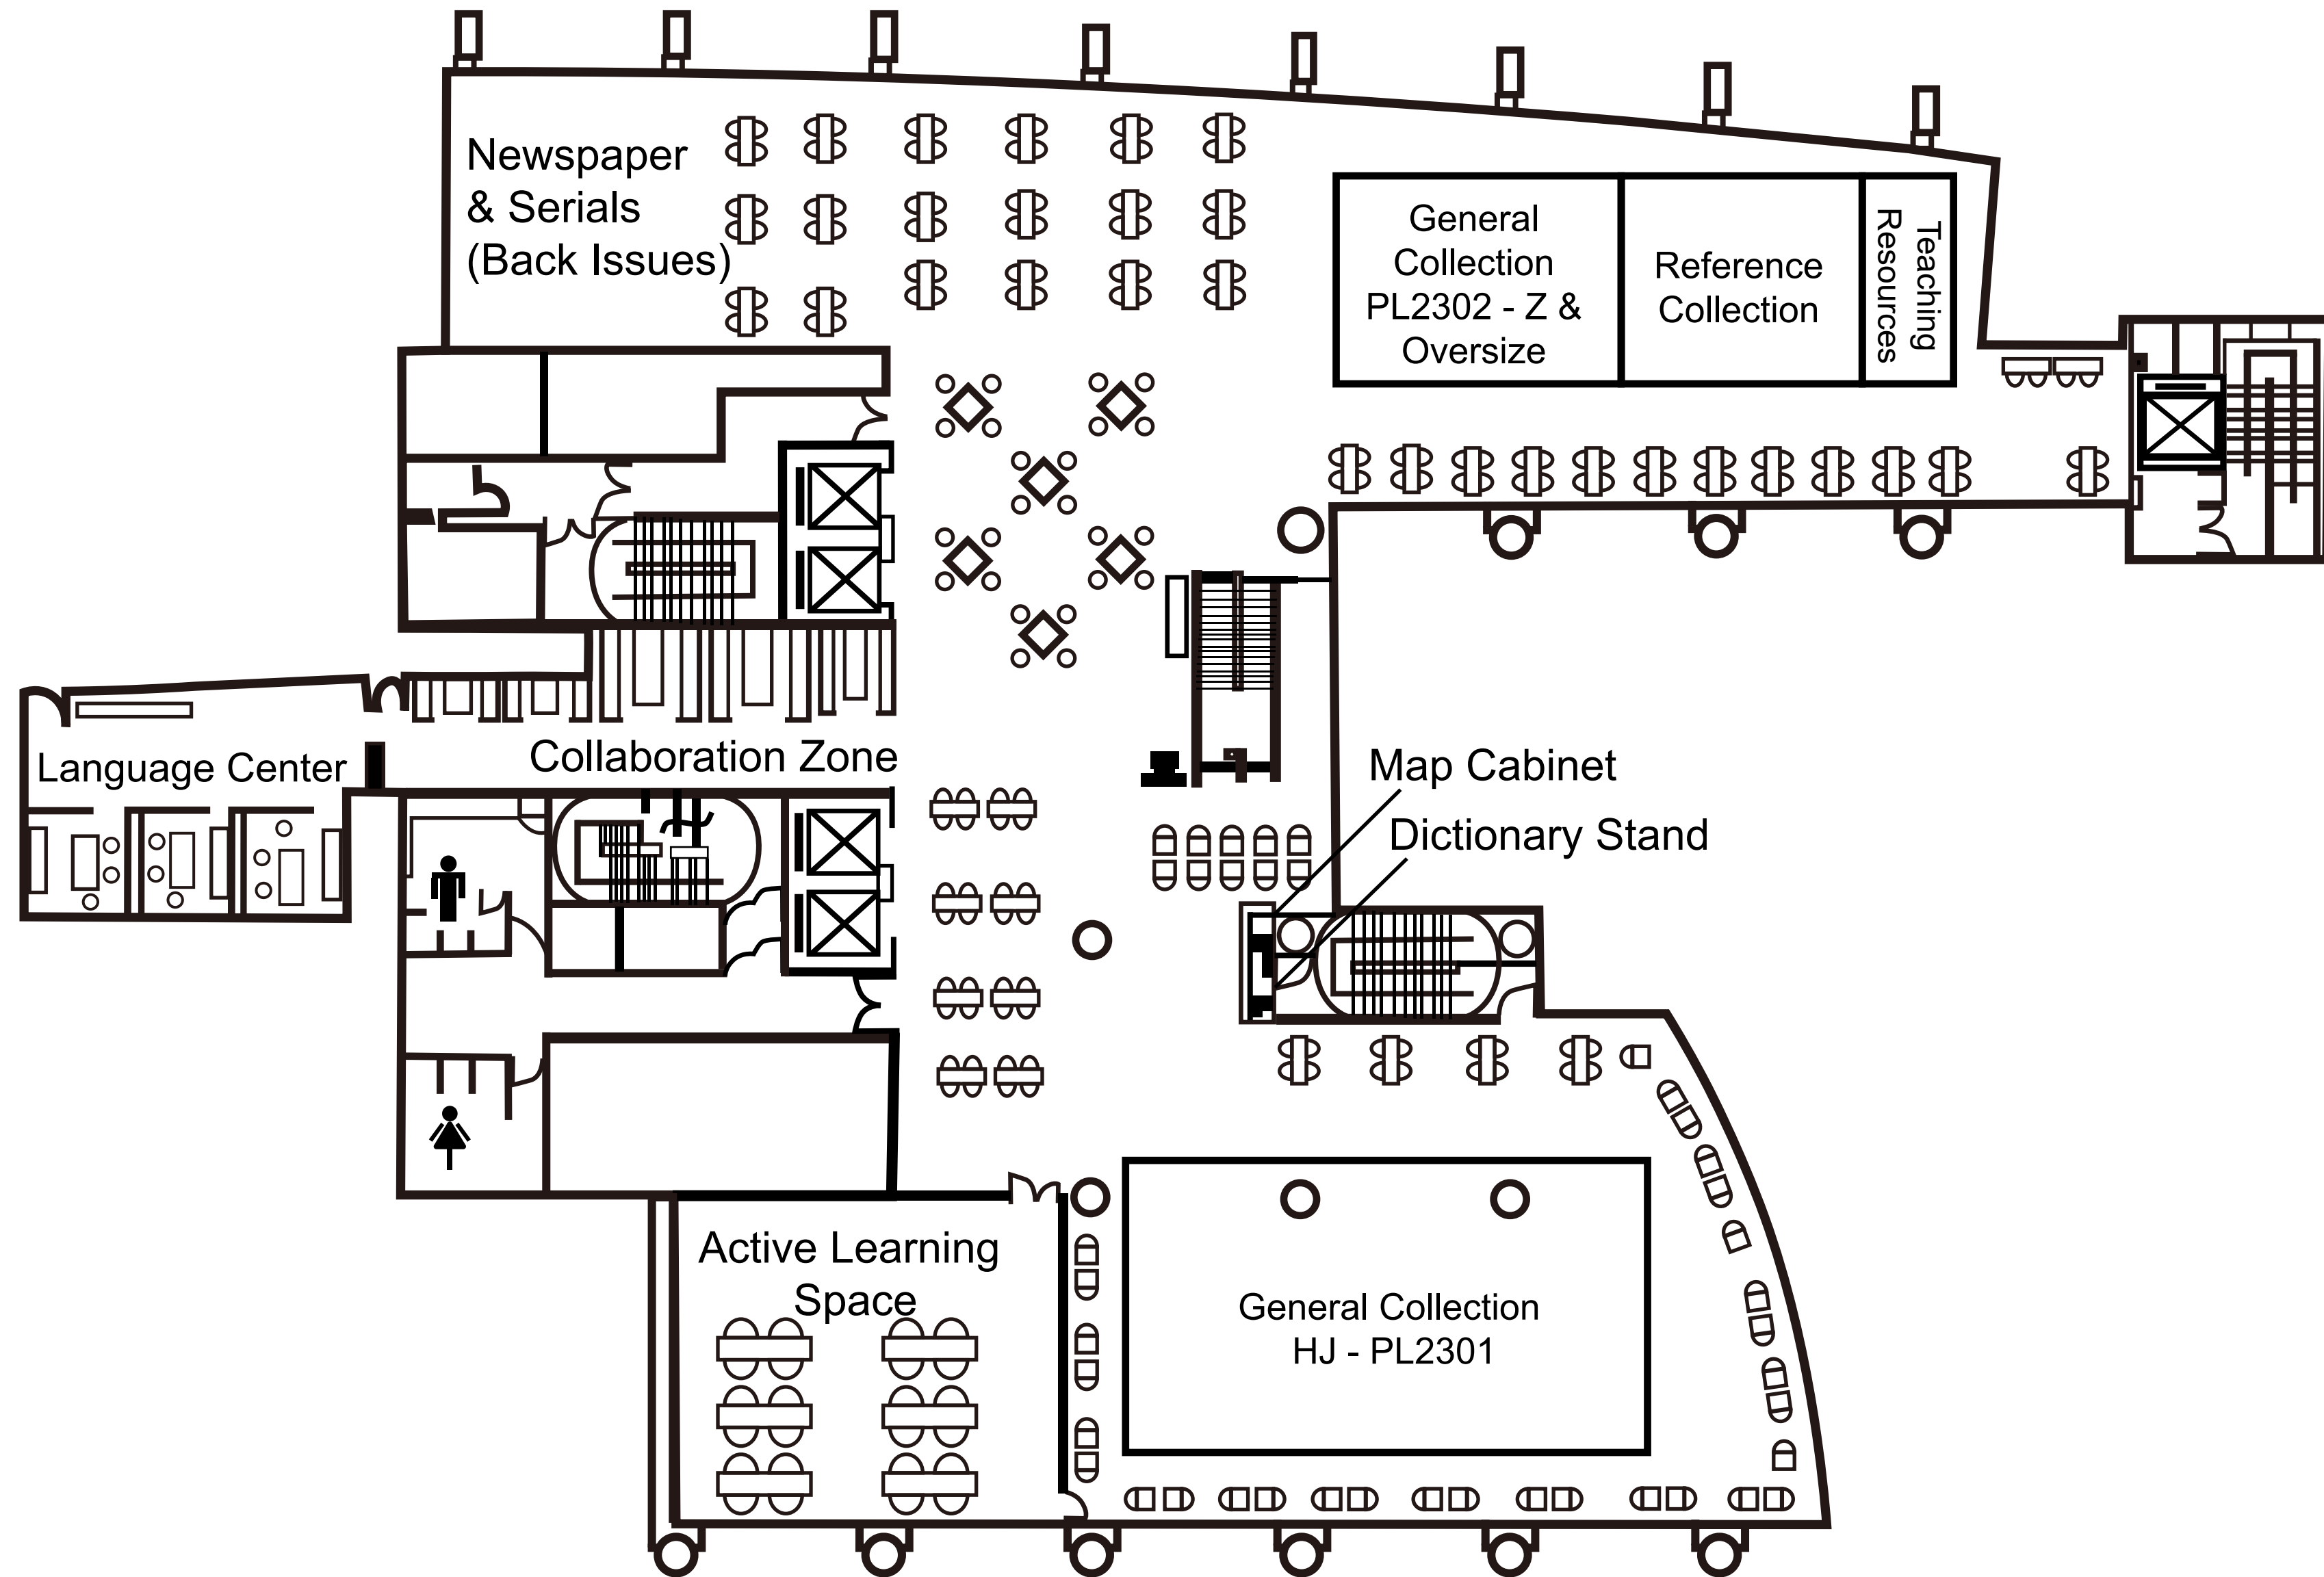 Newspaper
& Serials
(Back Issues)
General
Collection
PL2302 - Z &
Oversize
Reference
Collection
Teaching
Resources
Language Center
Collaboration Zone
Map Cabinet
Dictionary Stand
Active Learning
Space
General Collection
HJ - PL2301